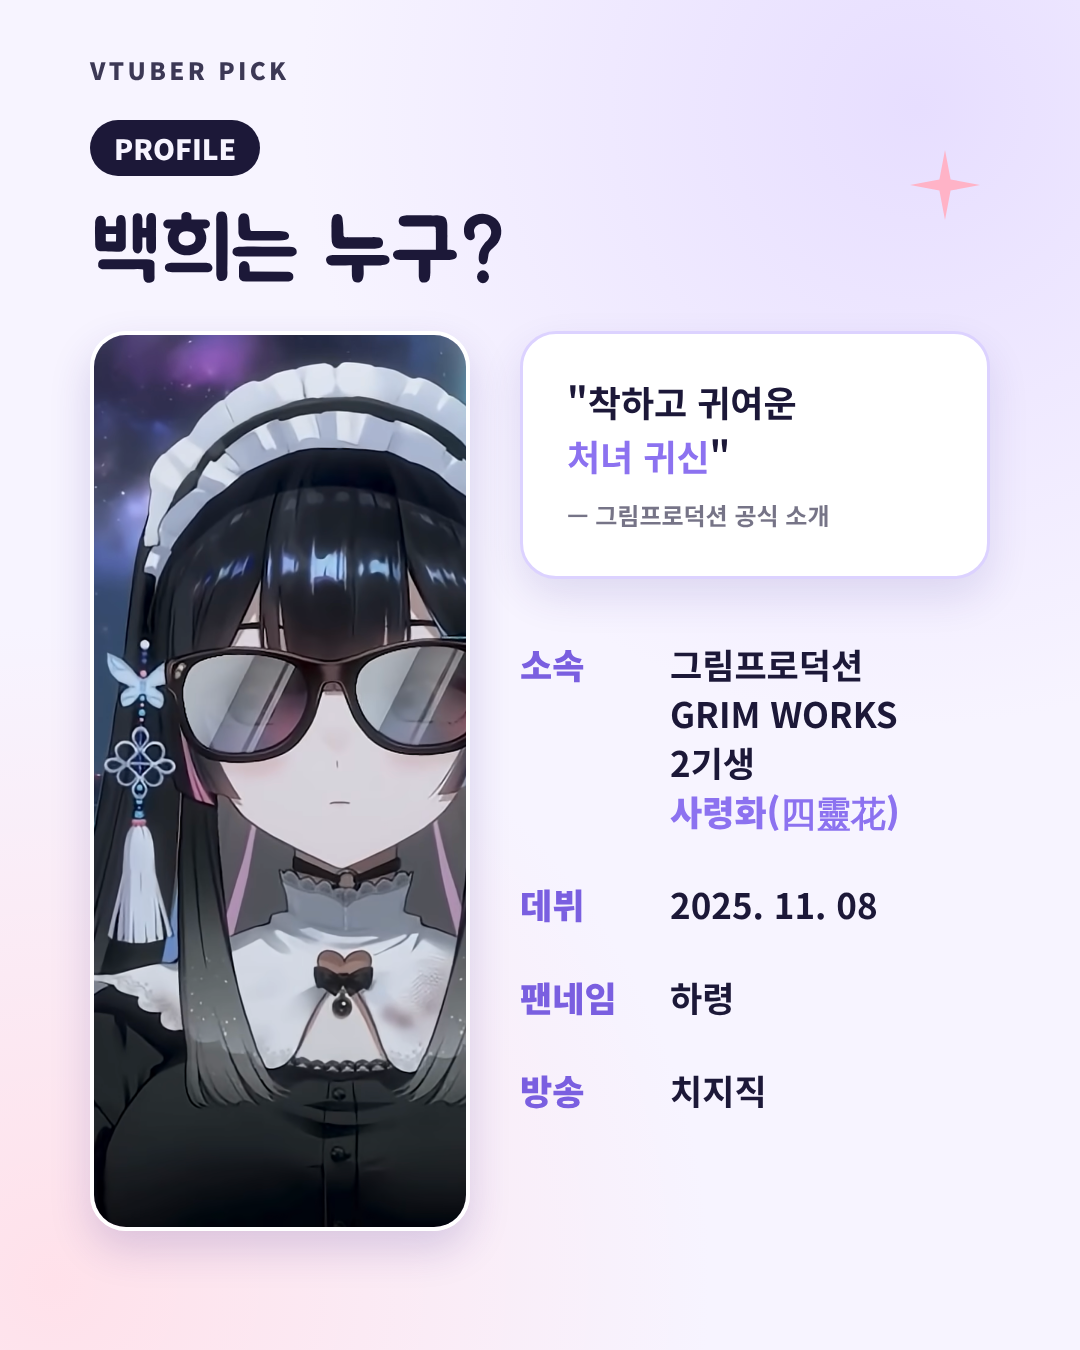 VTUBER PICK
PROFILE
백희는 누구?
"착하고 귀여운
처녀 귀신"
— 그림프로덕션 공식 소개
소속
그림프로덕션
GRIM WORKS
2기생
사령화(四靈花)
데뷔 2025. 11. 08
팬네임 하령
방송 치지직